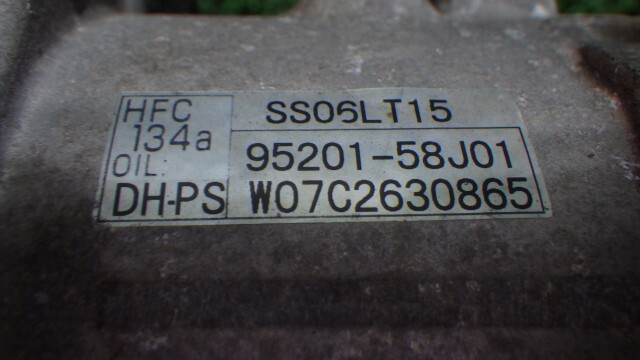 HFC
134a
OIL:
DH-PS
SS06LT15
95201-58J01
W07C2630865